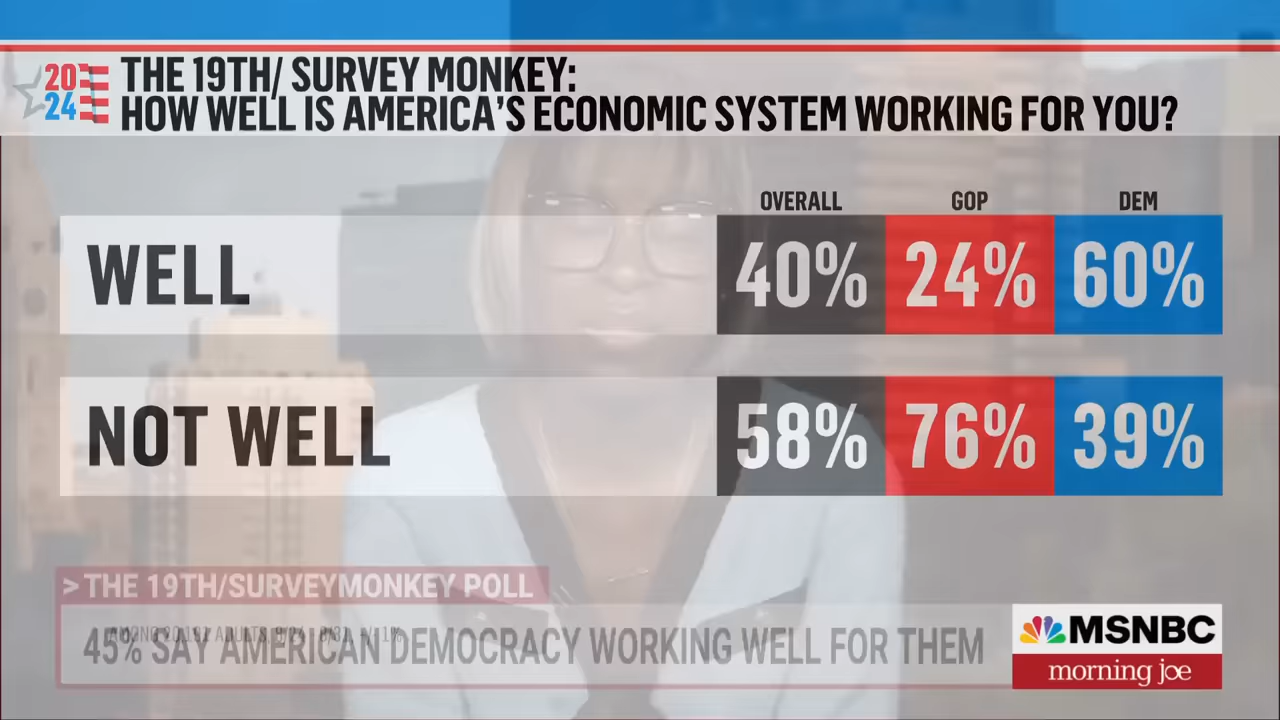 2024
THE 19TH/ SURVEY MONKEY:
HOW WELL IS AMERICA'S ECONOMIC SYSTEM WORKING FOR YOU?
OVERALL GOP DEM
WELL 40% 24% 60%
NOT WELL 58% 76% 39%
> THE 19TH/SURVEYMONKEY POLL
AMONG ADULTS,
45% SAY AMERICAN DEMOCRACY WORKING WELL FOR THEM
MSNBC
morning joe